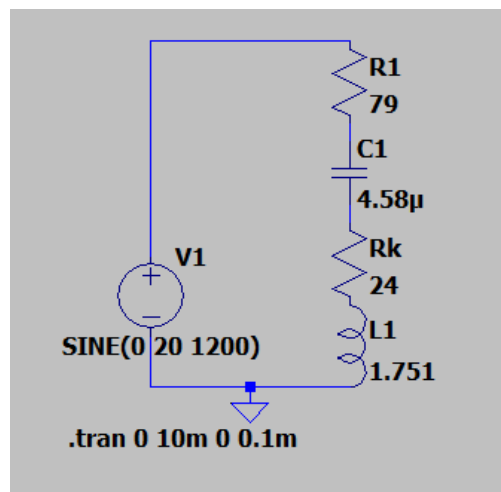 R1
79
C1
4.58µ
V1
Rk
24
SINE(0 20 1200)
L1
1.751
.tran 0 10m 0 0.1m